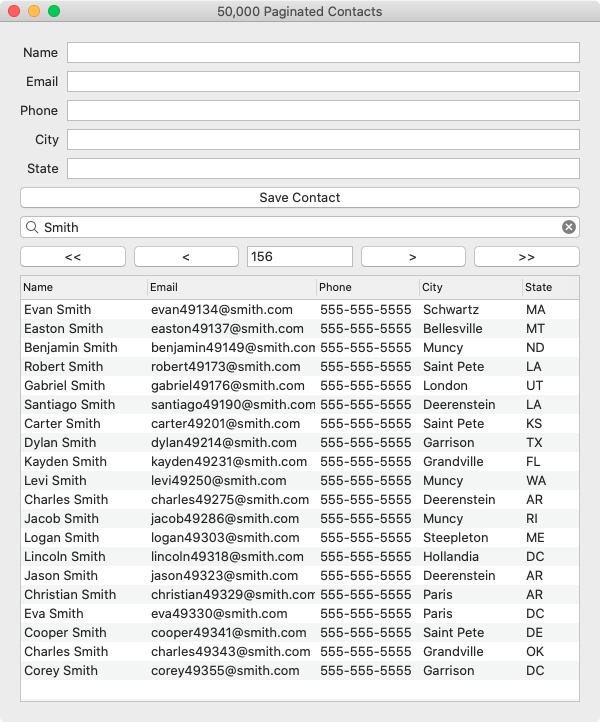 50,000 Paginated Contacts
Name
Email
Phone
City
State
Save Contact
Smith
<< < 156 > >>
Name Email Phone City State
Evan Smith evan49134@smith.com 555-555-5555 Schwartz MA
Easton Smith easton49137@smith.com 555-555-5555 Bellesville MT
Benjamin Smith benjamin49149@smith.com 555-555-5555 Muncy ND
Robert Smith robert49173@smith.com 555-555-5555 Saint Pete LA
Gabriel Smith gabriel49176@smith.com 555-555-5555 London UT
Santiago Smith santiago49190@smith.com 555-555-5555 Deerenstein LA
Carter Smith carter49201@smith.com 555-555-5555 Saint Pete KS
Dylan Smith dylan49214@smith.com 555-555-5555 Garrison TX
Kayden Smith kayden49231@smith.com 555-555-5555 Grandville FL
Levi Smith levi49250@smith.com 555-555-5555 Muncy WA
Charles Smith charles49275@smith.com 555-555-5555 Deerenstein AR
Jacob Smith jacob49286@smith.com 555-555-5555 Muncy RI
Logan Smith logan49303@smith.com 555-555-5555 Steepleton ME
Lincoln Smith lincoln49318@smith.com 555-555-5555 Hollandia DC
Jason Smith jason49323@smith.com 555-555-5555 Deerenstein AR
Christian Smith christian49329@smith.com 555-555-5555 Paris AR
Eva Smith eva49330@smith.com 555-555-5555 Paris DC
Cooper Smith cooper49341@smith.com 555-555-5555 Saint Pete DE
Charles Smith charles49343@smith.com 555-555-5555 Grandville OK
Corey Smith corey49355@smith.com 555-555-5555 Garrison DC